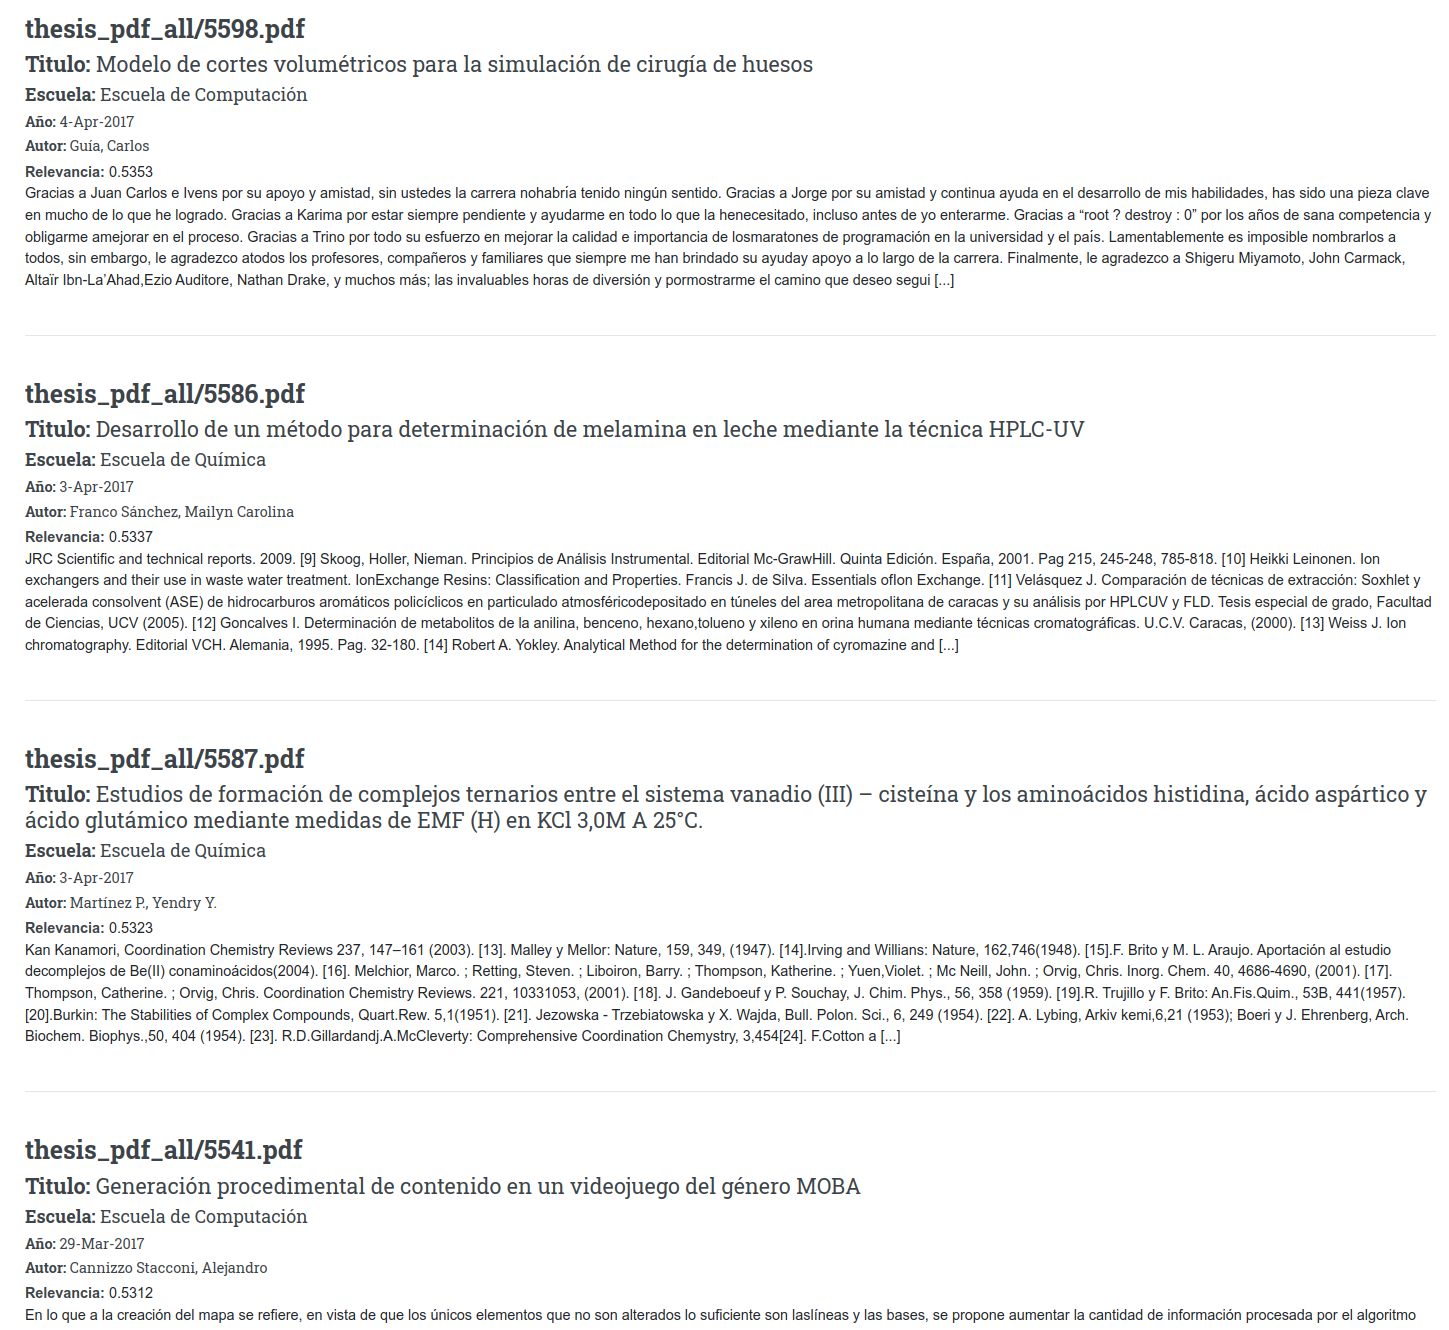 thesis_pdf_all/5598.pdf
Titulo: Modelo de cortes volumétricos para la simulación de cirugía de huesos
Escuela: Escuela de Computación
Año: 4-Apr-2017
Autor: Guía, Carlos
Relevancia: 0.5353
Gracias a Juan Carlos e Ivens por su apoyo y amistad, sin ustedes la carrera nohabría tenido ningún sentido. Gracias a Jorge por su amistad y continua ayuda en el desarrollo de mis habilidades, has sido una pieza clave
en mucho de lo que he logrado. Gracias a Karima por estar siempre pendiente y ayudarme en todo lo que la henecesitado, incluso antes de yo enterarme. Gracias a “root ? destroy : 0” por los años de sana competencia y
obligarme amejorar en el proceso. Gracias a Trino por todo su esfuerzo en mejorar la calidad e importancia de losmaratones de programación en la universidad y el país. Lamentablemente es imposible nombrarlos a
todos, sin embargo, le agradezco atodos los profesores, compañeros y familiares que siempre me han brindado su ayuday apoyo a lo largo de la carrera. Finalmente, le agradezco a Shigeru Miyamoto, John Carmack,
Altaïr Ibn-La’Ahad,Ezio Auditore, Nathan Drake, y muchos más; las invaluables horas de diversión y pormostrarme el camino que deseo segui [...]
thesis_pdf_all/5586.pdf
Titulo: Desarrollo de un método para determinación de melamina en leche mediante la técnica HPLC-UV
Escuela: Escuela de Química
Año: 3-Apr-2017
Autor: Franco Sánchez, Mailyn Carolina
Relevancia: 0.5337
JRC Scientific and technical reports. 2009. [9] Skoog, Holler, Nieman. Principios de Análisis Instrumental. Editorial Mc-GrawHill. Quinta Edición. España, 2001. Pag 215, 245-248, 785-818. [10] Heikki Leinonen. Ion
exchangers and their use in waste water treatment. IonExchange Resins: Classification and Properties. Francis J. de Silva. Essentials ofIon Exchange. [11] Velásquez J. Comparación de técnicas de extracción: Soxhlet y
acelerada consolvent (ASE) de hidrocarburos aromáticos policíclicos en particulado atmosféricodepositado en túneles del area metropolitana de caracas y su análisis por HPLCUV y FLD. Tesis especial de grado, Facultad
de Ciencias, UCV (2005). [12] Goncalves I. Determinación de metabolitos de la anilina, benceno, hexano,tolueno y xileno en orina humana mediante técnicas cromatográficas. U.C.V. Caracas, (2000). [13] Weiss J. Ion
chromatography. Editorial VCH. Alemania, 1995. Pag. 32-180. [14] Robert A. Yokley. Analytical Method for the determination of cyromazine and [...]
thesis_pdf_all/5587.pdf
Titulo: Estudios de formación de complejos ternarios entre el sistema vanadio (III) – cisteína y los aminoácidos histidina, ácido aspártico y
ácido glutámico mediante medidas de EMF (H) en KCl 3,0M A 25°C.
Escuela: Escuela de Química
Año: 3-Apr-2017
Autor: Martínez P., Yendry Y.
Relevancia: 0.5323
Kan Kanamori, Coordination Chemistry Reviews 237, 147–161 (2003). [13]. Malley y Mellor: Nature, 159, 349, (1947). [14].Irving and Willians: Nature, 162,746(1948). [15].F. Brito y M. L. Araujo. Aportación al estudio
decomplejos de Be(II) conaminoácidos(2004). [16]. Melchior, Marco. ; Retting, Steven. ; Liboiron, Barry. ; Thompson, Katherine. ; Yuen,Violet. ; Mc Neill, John. ; Orvig, Chris. Inorg. Chem. 40, 4686-4690, (2001). [17].
Thompson, Catherine. ; Orvig, Chris. Coordination Chemistry Reviews. 221, 10331053, (2001). [18]. J. Gandeboeuf y P. Souchay, J. Chim. Phys., 56, 358 (1959). [19].R. Trujillo y F. Brito: An.Fis.Quim., 53B, 441(1957).
[20].Burkin: The Stabilities of Complex Compounds, Quart.Rew. 5,1(1951). [21]. Jezowska - Trzebiatowska y X. Wajda, Bull. Polon. Sci., 6, 249 (1954). [22]. A. Lybing, Arkiv kemi,6,21 (1953); Boeri y J. Ehrenberg, Arch.
Biochem. Biophys.,50, 404 (1954). [23]. R.D.Gillardandj.A.McCleverty: Comprehensive Coordination Chemystry, 3,454[24]. F.Cotton a [...]
thesis_pdf_all/5541.pdf
Titulo: Generación procedimental de contenido en un videojuego del género MOBA
Escuela: Escuela de Computación
Año: 29-Mar-2017
Autor: Cannizzo Stacconi, Alejandro
Relevancia: 0.5312
En lo que a la creación del mapa se refiere, en vista de que los únicos elementos que no son alterados lo suficiente son laslíneas y las bases, se propone aumentar la cantidad de información procesada por el algoritmo